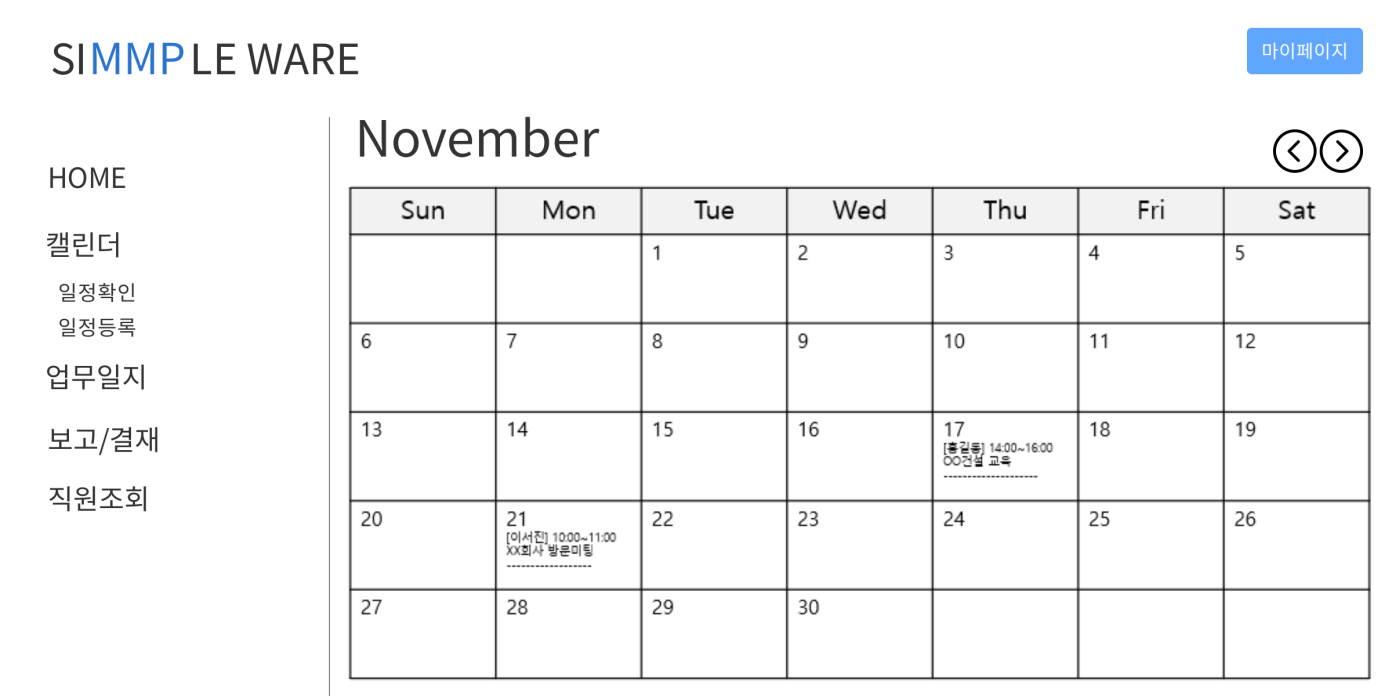 SIMMPLE WARE
마이페이지
HOME
캘린더
일정확인
일정등록
업무일지
보고/결재
직원조회
November
Sun Mon Tue Wed Thu Fri Sat
1 2 3 4 5
6 7 8 9 10 11 12
13 14 15 16 17 18 19
[홍길동] 14:00~16:00
OO건설 교육
--------------------
20 21 22 23 24 25 26
[이서진] 10:00~11:00
XX회사 방문미팅
------------------
27 28 29 30